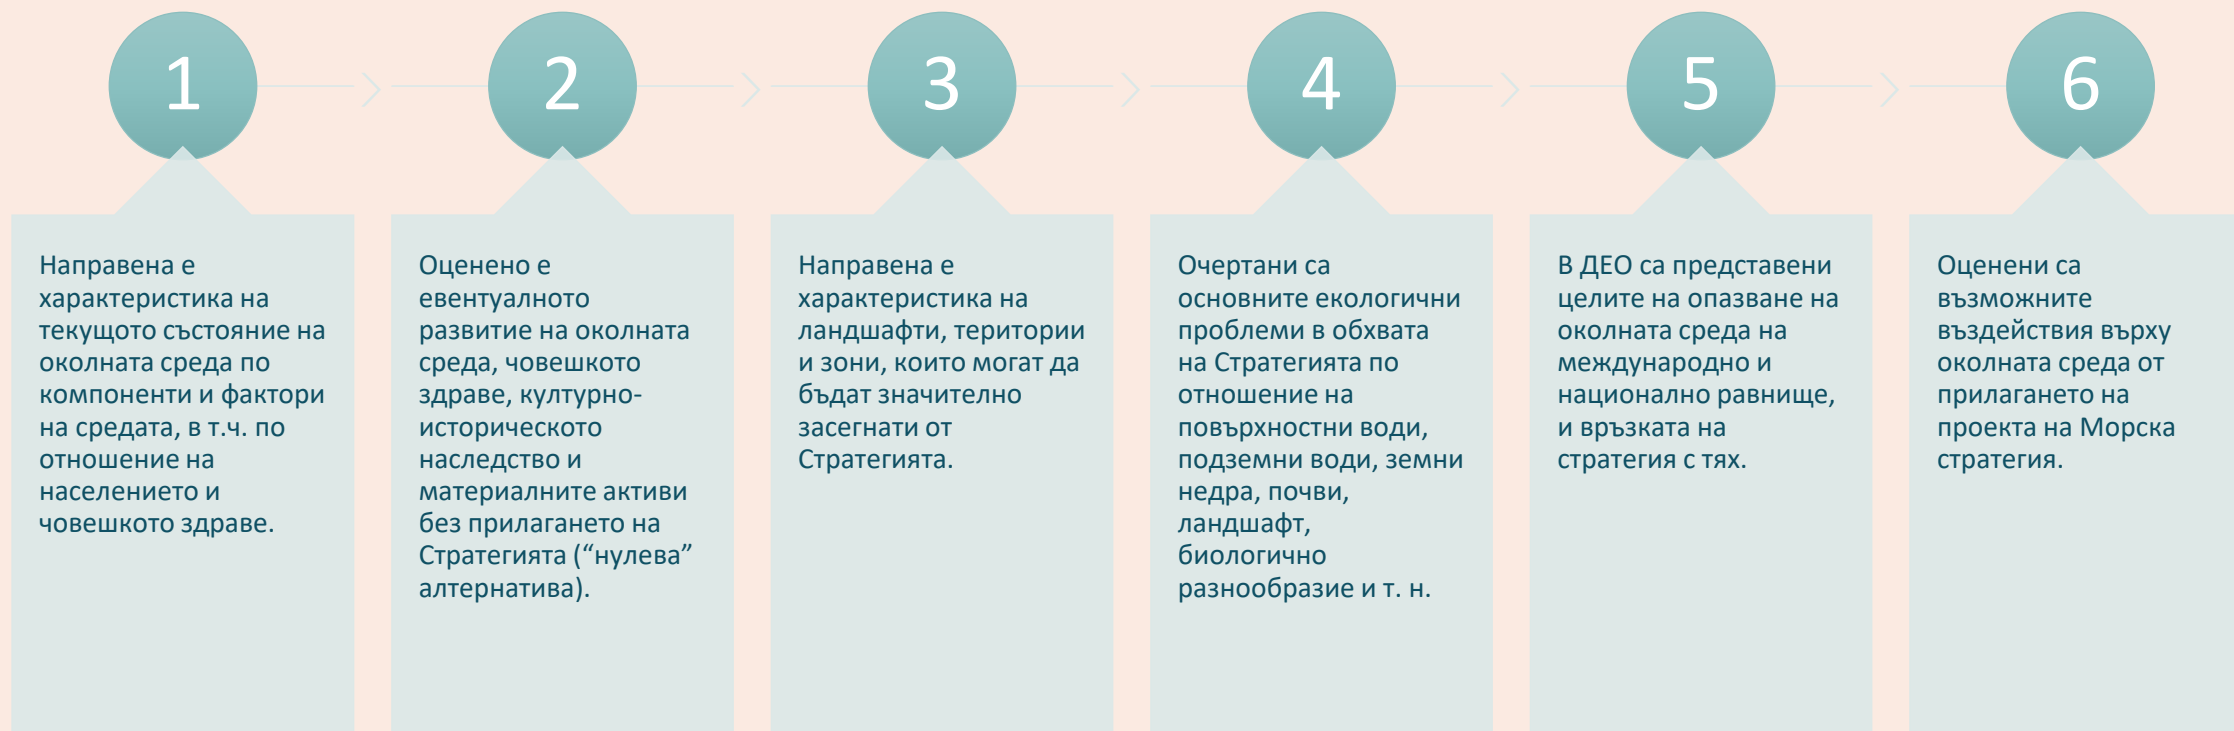 1
Направена е
характеристика на
текущото състояние на
околната среда по
компоненти и фактори
на средата, в т.ч. по
отношение на
населението и
човешкото здраве.
2
Оценено е
евентуалното
развитие на околната
среда, човешкото
здраве, културно-
историческото
наследство и
материалните активи
без прилагането на
Стратегията (“нулева”
алтернатива).
3
Направена е
характеристика на
ландшафти, територии
и зони, които могат да
бъдат значително
засегнати от
Стратегията.
4
Очертани са
основните екологични
проблеми в обхвата
на Стратегията по
отношение на
повърхностни води,
подземни води, земни
недра, почви,
ландшафт,
биологично
разнообразие и т. н.
5
В ДЕО са представени
целите на опазване на
околната среда на
международно и
национално равнище,
и връзката на
стратегия с тях.
6
Оценени са
възможните
въздействия върху
околната среда от
прилагането на
проекта на Морска
стратегия.